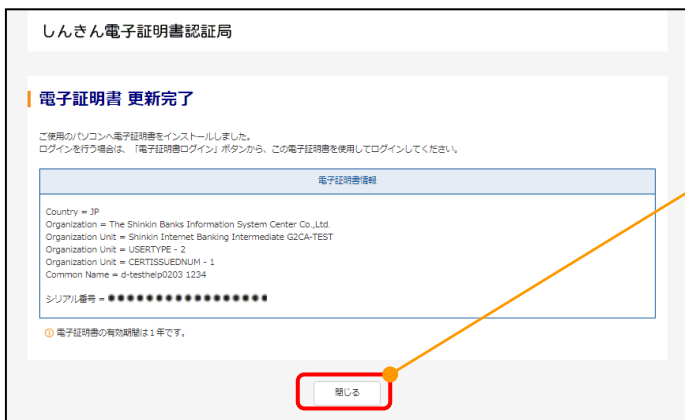 しんきん電子証明書認証局
電子証明書 更新完了
ご使用のパソコンへ電子証明書をインストールしました。
ログインを行う場合は、「電子証明書ログイン」ボタンから、この電子証明書を使用してログインしてください。
電子証明書情報
Country = JP
Organization = The Shinkin Banks Information System Center Co.,Ltd.
Organization Unit = Shinkin Internet Banking Intermediate G2CA-TEST
Organization Unit = USERTYPE - 2
Organization Unit = CERTISSUEDNUM - 1
Common Name = d-testhelp0203 1234
シリアル番号 = ●●●●●●●●●●●●●●●●●
電子証明書の有効期間は1年です。
閉じる